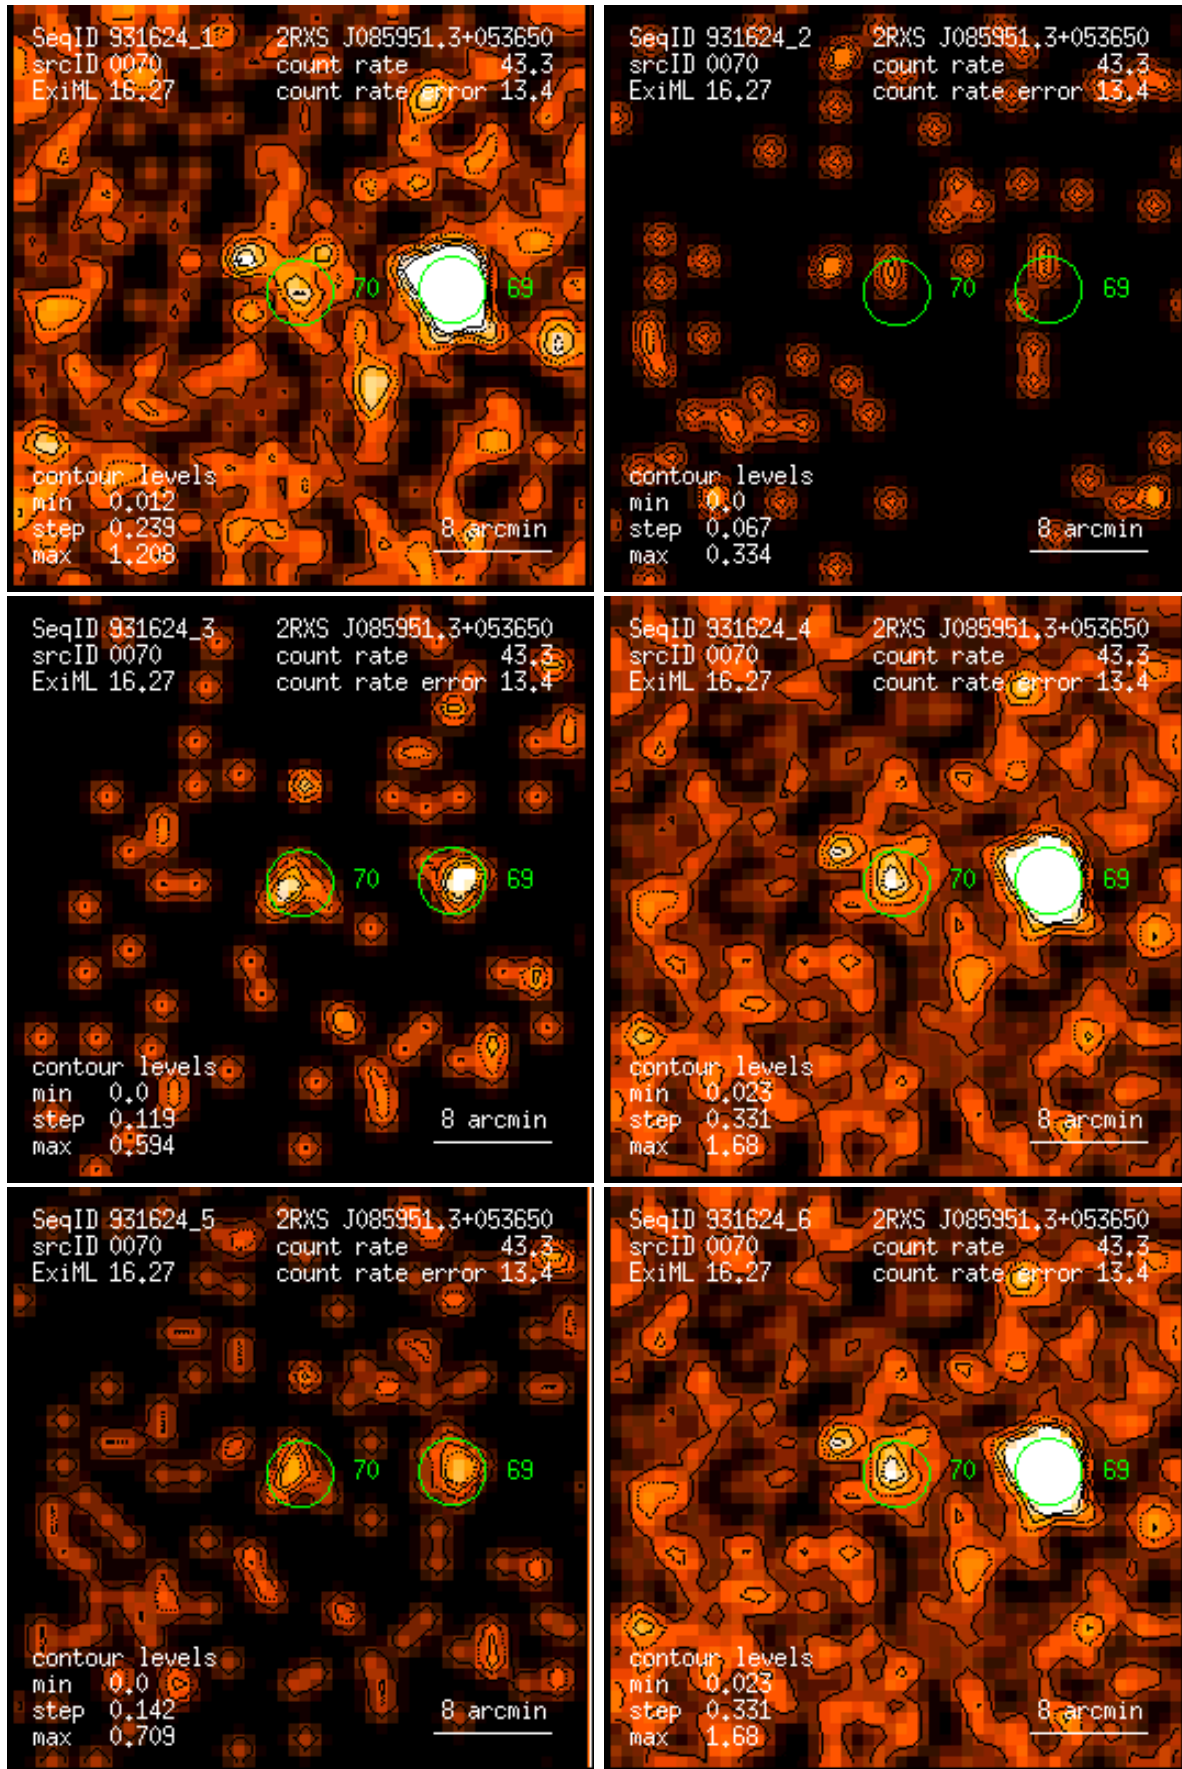 SeqID 931624_1 2RXS J085951.3+053650
srcID 0070 count rate 43.3
ExiML 16.27 count rate error 13.4
70 69
contour levels
min 0.012
step 0.239
max 1.208
8 arcmin
SeqID 931624_2 2RXS J085951.3+053650
srcID 0070 count rate 43.3
ExiML 16.27 count rate error 13.4
70 69
contour levels
min 0.0
step 0.067
max 0.334
8 arcmin
SeqID 931624_3 2RXS J085951.3+053650
srcID 0070 count rate 43.3
ExiML 16.27 count rate error 13.4
70 69
contour levels
min 0.0
step 0.119
max 0.594
8 arcmin
SeqID 931624_4 2RXS J085951.3+053650
srcID 0070 count rate 43.3
ExiML 16.27 count rate error 13.4
70 69
contour levels
min 0.023
step 0.331
max 1.68
8 arcmin
SeqID 931624_5 2RXS J085951.3+053650
srcID 0070 count rate 43.3
ExiML 16.27 count rate error 13.4
70 69
contour levels
min 0.0
step 0.142
max 0.709
8 arcmin
SeqID 931624_6 2RXS J085951.3+053650
srcID 0070 count rate 43.3
ExiML 16.27 count rate error 13.4
70 69
contour levels
min 0.023
step 0.331
max 1.68
8 arcmin